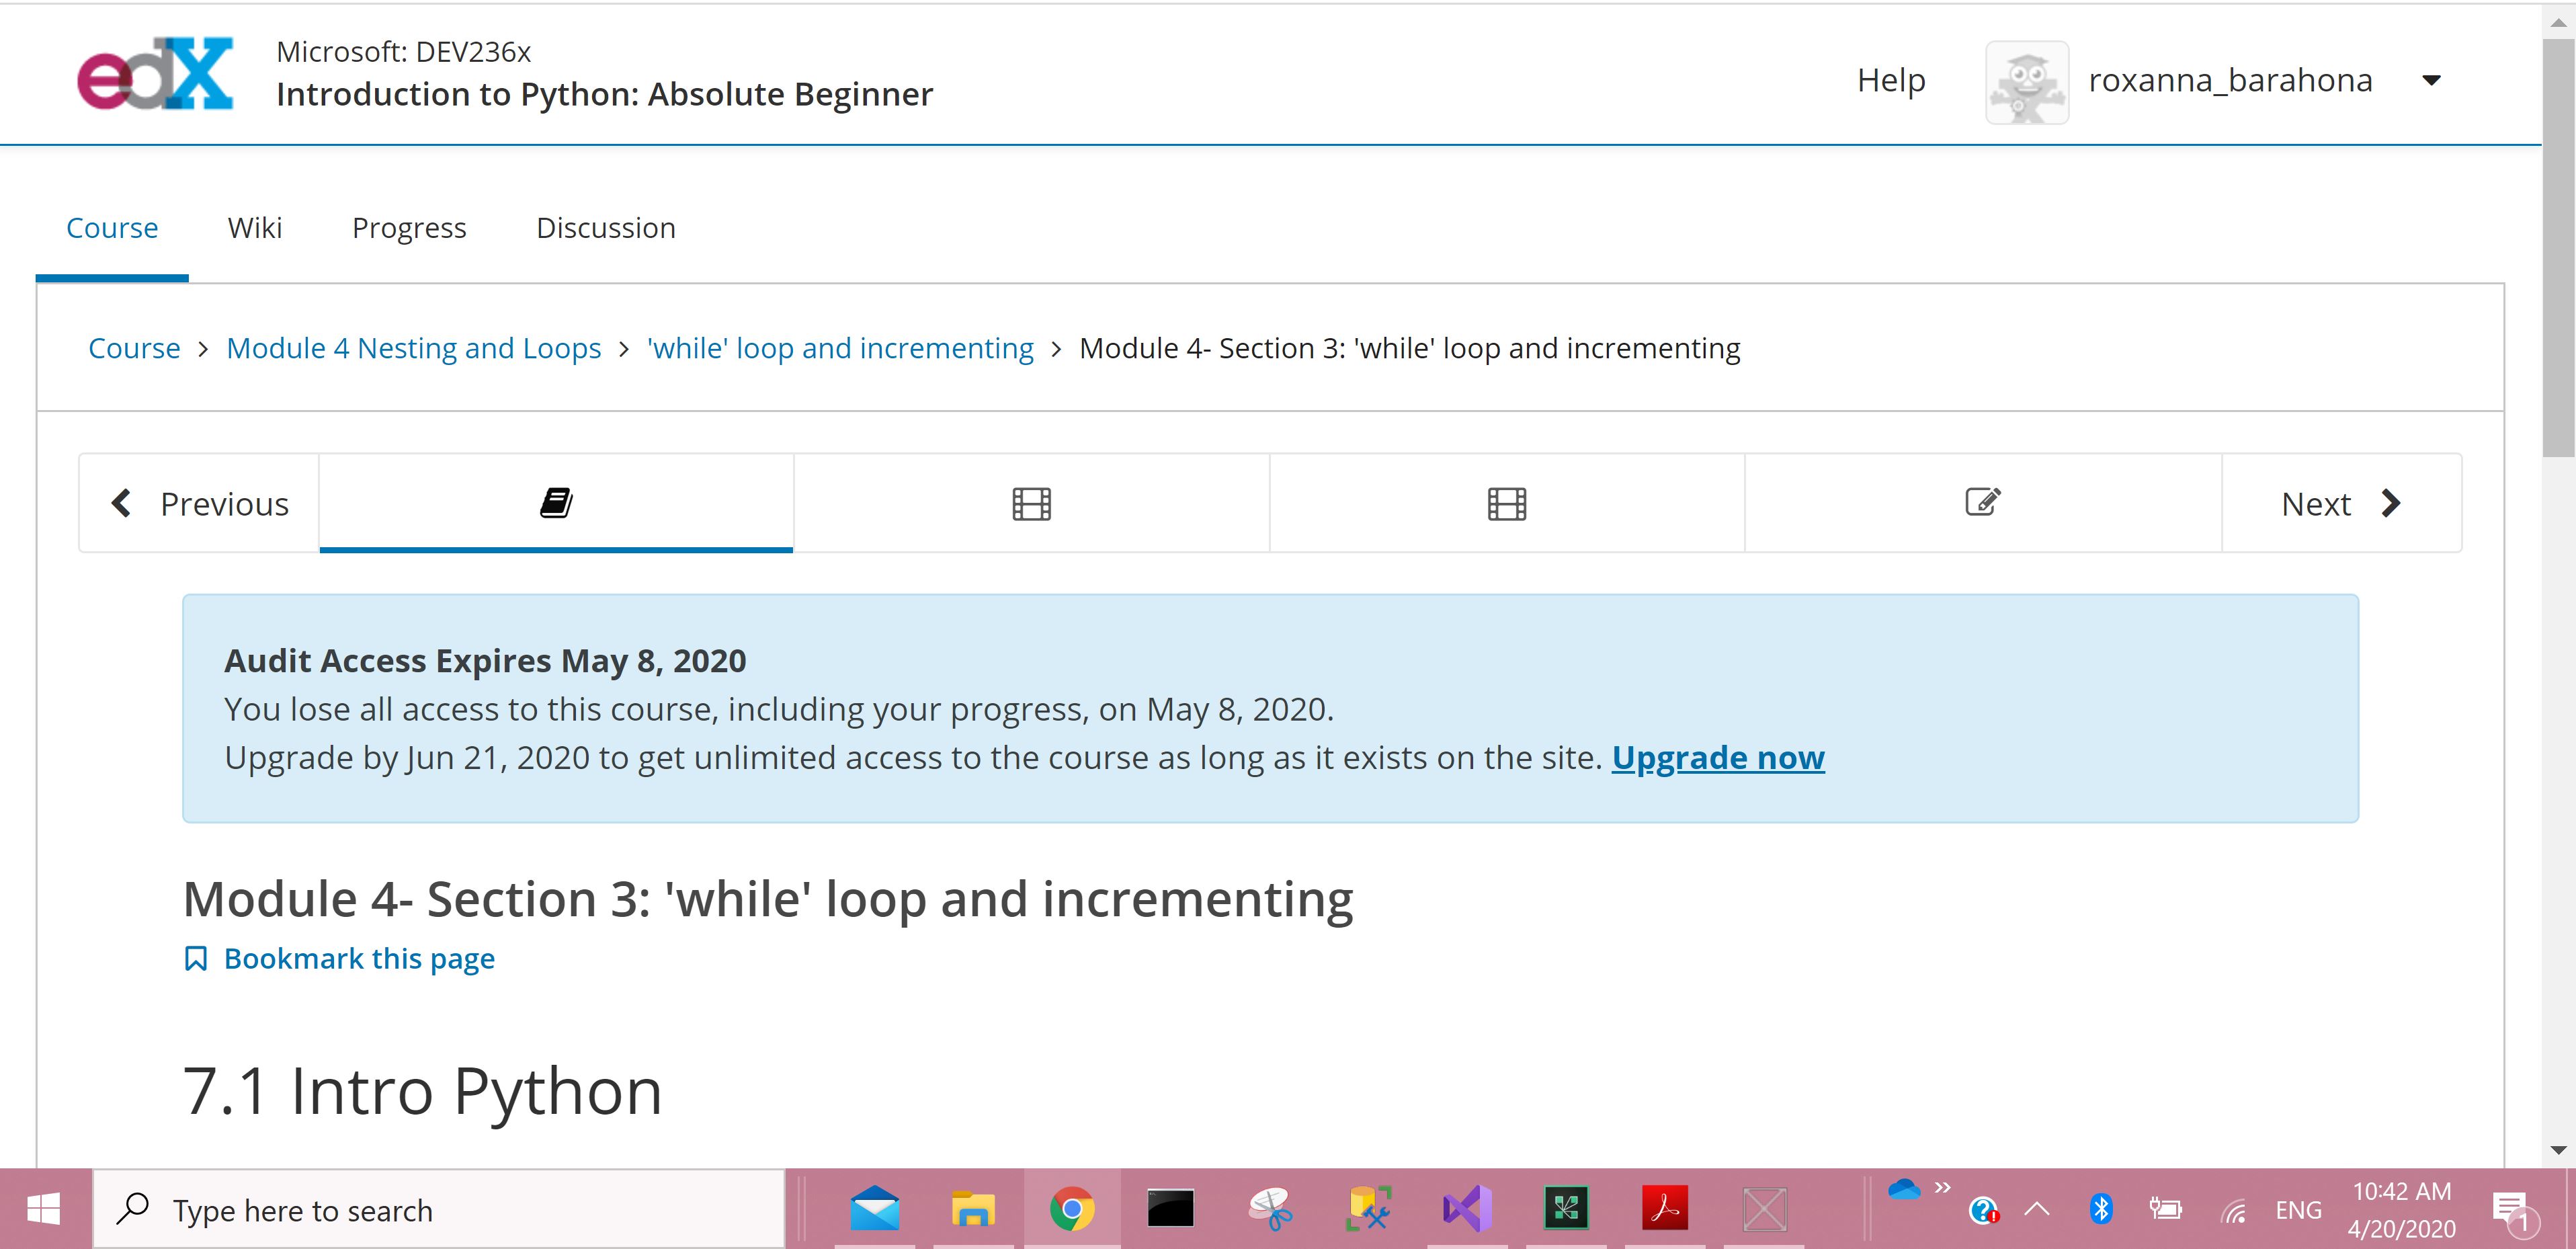 edX
Microsoft: DEV236x
Introduction to Python: Absolute Beginner
Help
roxanna_barahona
Course
Wiki
Progress
Discussion
Course > Module 4 Nesting and Loops > 'while' loop and incrementing > Module 4- Section 3: 'while' loop and incrementing
Previous
Next
Audit Access Expires May 8, 2020
You lose all access to this course, including your progress, on May 8, 2020.
Upgrade by Jun 21, 2020 to get unlimited access to the course as long as it exists on the site. Upgrade now
Module 4- Section 3: 'while' loop and incrementing
Bookmark this page
7.1 Intro Python
Type here to search
ENG
10:42 AM
4/20/2020
1